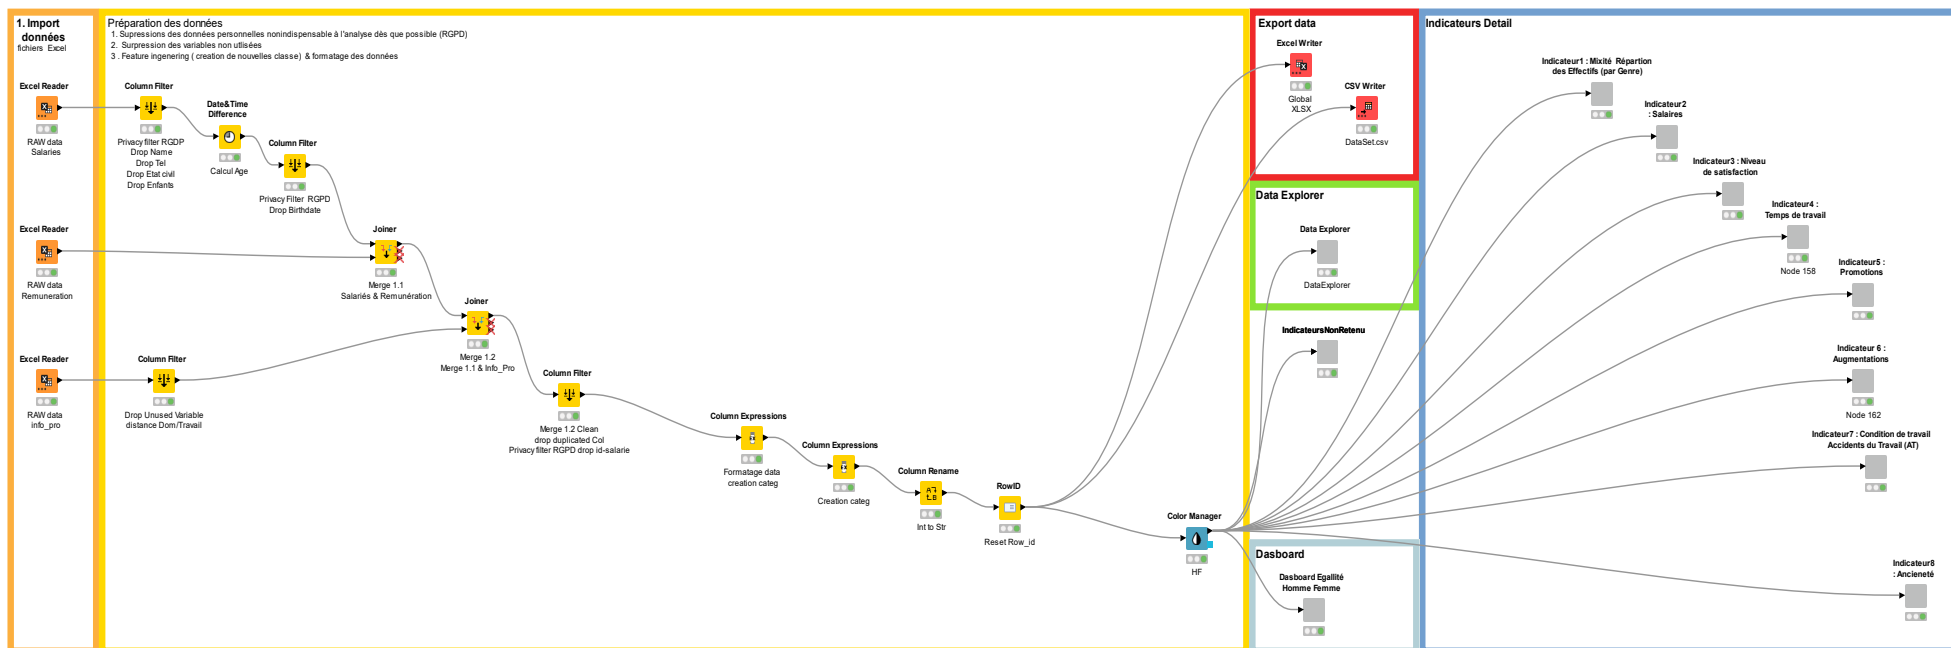 1. Import
données
fichiers Excel
Excel Reader
RAW data
Salaries
Excel Reader
RAW data
Remuneration
Excel Reader
RAW data
info_pro
Préparation des données
1. Supressions des données personnelles nonindispensable à l'analyse dès que possible (RGPD)
2. Surpression des variables non utlisées
3 . Feature ingenering ( creation de nouvelles classe) & formatage des données
Column Filter
Privacy filter RGDP
Drop Name
Drop Tel
Drop Etat civil
Drop Enfants
Date&Time
Difference
Calcul Age
Column Filter
Privacy Filter RGPD
Drop Birthdate
Joiner
Merge 1.1
Salariés & Remunération
Joiner
Merge 1.2
Merge 1.1 & Info_Pro
Column Filter
Drop Unused Variable
distance Dom/Travail
Column Filter
Merge 1.2 Clean
drop duplicated Col
Privacy filter RGPD drop id-salarie
Column Expressions
Formatage data
creation categ
Column Expressions
Creation categ
Column Rename
Int to Str
RowID
Reset Row_id
Color Manager
HF
Export data
Excel Writer
Global
XLSX
CSV Writer
DataSet.csv
Data Explorer
Data Explorer
DataExplorer
IndicateursNonRetenu
Dasboard
Dasboard Egallité
Homme Femme
Indicateurs Detail
Indicateur1 : Mixité Répartion
des Effectifs (par Genre)
Indicateur2
: Salaires
Indicateur3 : Niveau
de satisfaction
Indicateur4 :
Temps de travail
Node 158
Indicateur5 :
Promotions
Indicateur 6 :
Augmentations
Node 162
Indicateur7 : Condition de travail
Accidents du Travail (AT)
Indicateur8
: Ancieneté